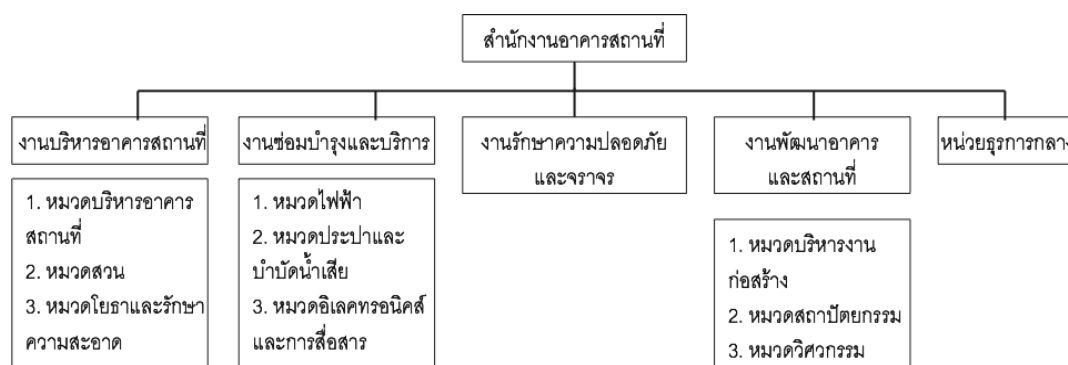 สำนักงานอาคารสถานที่
งานบริหารอาคารสถานที่
งานซ่อมบำรุงและบริการ
งานรักษาความปลอดภัย
และจราจร
งานพัฒนาอาคาร
และสถานที่
หน่วยธุรการกลาง
1. หมวดบริหารอาคาร
สถานที่
2. หมวดสวน
3. หมวดโยธาและรักษา
ความสะอาด
1. หมวดไฟฟ้า
2. หมวดประปาและ
บำบัดน้ำเสีย
3. หมวดอิเลคทรอนิคส์
และการสื่อสาร
1. หมวดบริหารงาน
ก่อสร้าง
2. หมวดสถาปัตยกรรม
3. หมวดวิศวกรรม